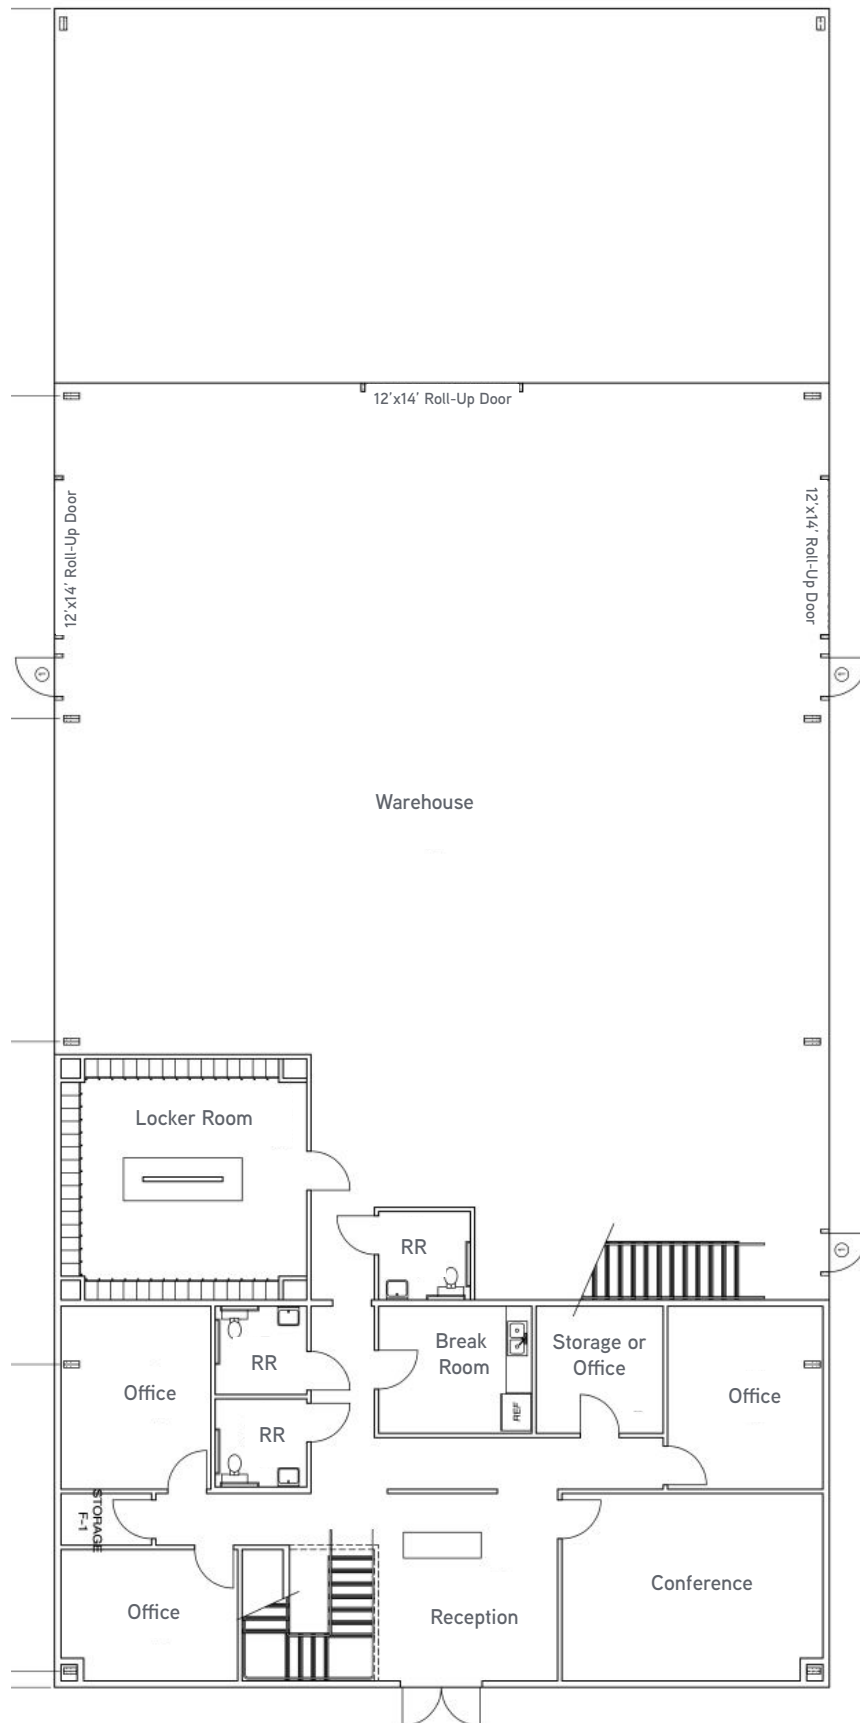 12'x14' Roll-Up Door
12'x14' Roll-Up Door
12'x14' Roll-Up Door
Warehouse
Locker Room
RR
Break
Room
Storage or
Office
RR
Office
Office
RR
REF
STORAGE
F-1
Conference
Office
Reception